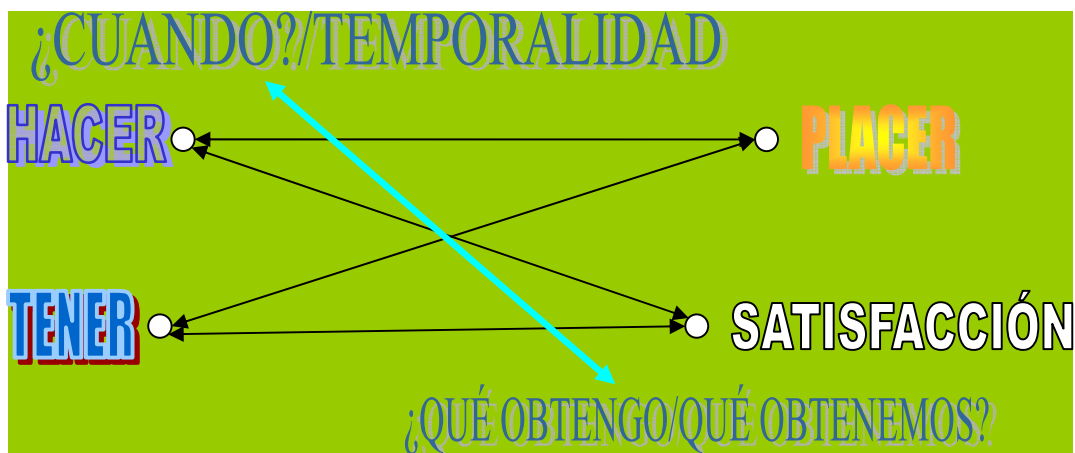 ¿CUANDO?/TEMPORALIDAD
HACER
PLACER
TENER
SATISFACCIÓN
¿QUÉ OBTENGO/QUÉ OBTENEMOS?